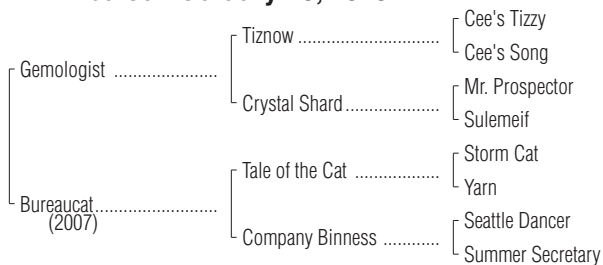 Cee's Tizzy
Tiznow
Cee's Song
Gemologist
Mr. Prospector
Crystal Shard
Sulemeif
Storm Cat
Tale of the Cat
Yarn
Bureaucat
(2007)
Seattle Dancer
Company Binness
Summer Secretary